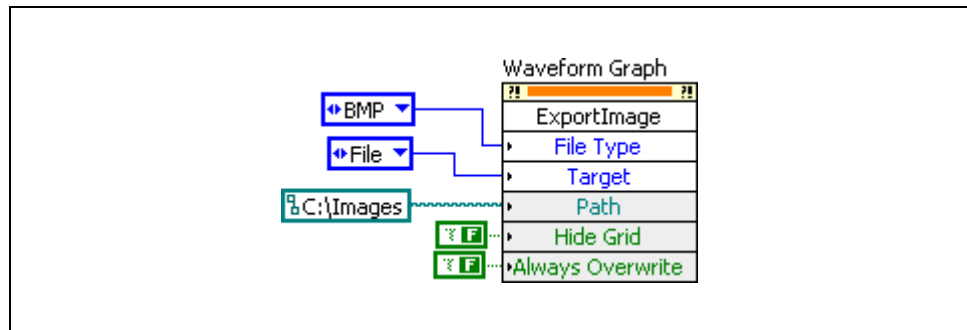 Waveform Graph
?! ?!
ExportImage
BMP File Type
File Target
C:\Images Path
F Hide Grid
F Always Overwrite